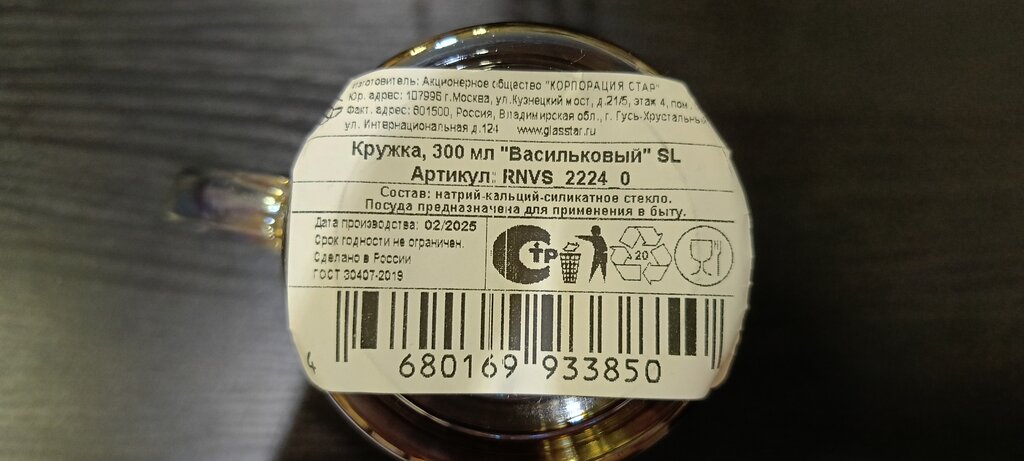 Изготовитель: Акционерное общество "КОРПОРАЦИЯ СТАР"
Юр. адрес: 107996 г.Москва, ул.Кузнецкий мост, д.21/5, этаж 4, пом.
Факт. адрес: 601500, Россия, Владимирская обл., г. Гусь-Хрустальный
ул. Интернациональная д.124 www.glasstar.ru
Кружка, 300 мл "Васильковый" SL
Артикул: RNVS_2224_0
Состав: натрий-кальций-силикатное стекло.
Посуда предназначена для применения в быту.
Дата производства: 02/2025
Срок годности не ограничен.
Сделано в России
ГОСТ 30407-2019
СТР
20
4 680169 933850